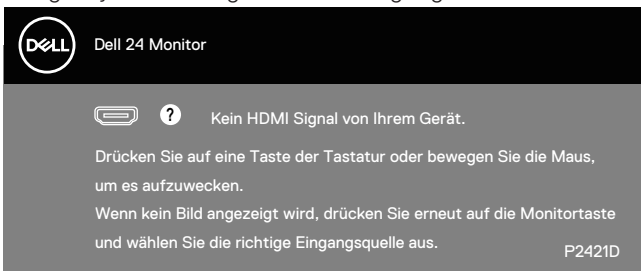 DELL
Dell 24 Monitor
? Kein HDMI Signal von Ihrem Gerät.
Drücken Sie auf eine Taste der Tastatur oder bewegen Sie die Maus,
um es aufzuwecken.
Wenn kein Bild angezeigt wird, drücken Sie erneut auf die Monitortaste
und wählen Sie die richtige Eingangsquelle aus.
P2421D